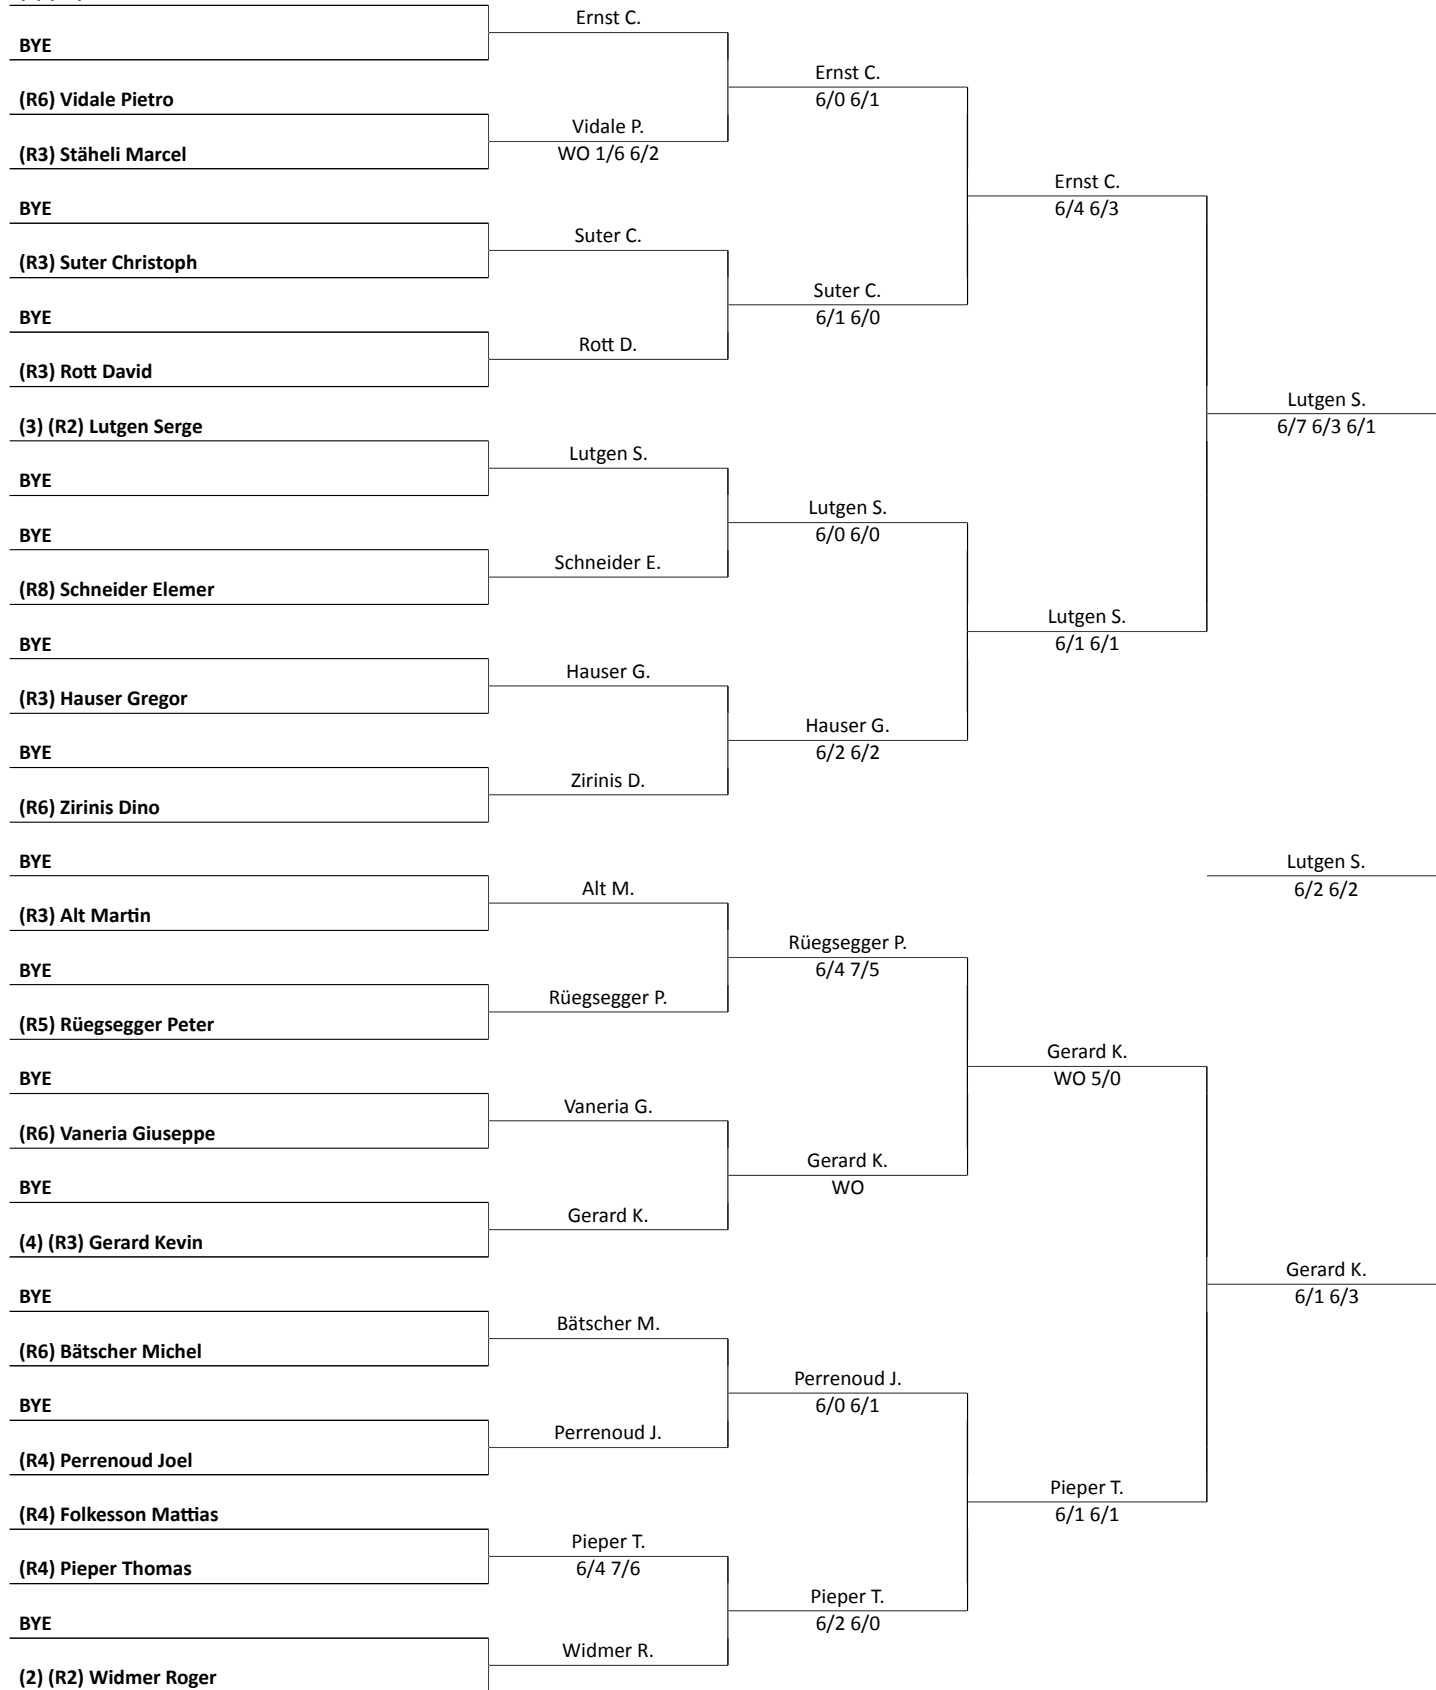 Ernst C.
BYE
Ernst C.
(R6) Vidale Pietro
6/0 6/1
Vidale P.
(R3) Stäheli Marcel
WO 1/6 6/2
Ernst C.
BYE
6/4 6/3
Suter C.
(R3) Suter Christoph
Suter C.
BYE
6/1 6/0
Rott D.
(R3) Rott David
Lutgen S.
(3) (R2) Lutgen Serge
6/7 6/3 6/1
Lutgen S.
BYE
Lutgen S.
BYE
6/0 6/0
Schneider E.
(R8) Schneider Elemer
Lutgen S.
BYE
6/1 6/1
Hauser G.
(R3) Hauser Gregor
Hauser G.
BYE
6/2 6/2
Zirinis D.
(R6) Zirinis Dino
BYE
Lutgen S.
6/2 6/2
Alt M.
(R3) Alt Martin
Rüegsegger P.
BYE
6/4 7/5
Rüegsegger P.
(R5) Rüegsegger Peter
Gerard K.
BYE
WO 5/0
Vaneria G.
(R6) Vaneria Giuseppe
Gerard K.
BYE
WO
Gerard K.
(4) (R3) Gerard Kevin
Gerard K.
BYE
6/1 6/3
Bätscher M.
(R6) Bätscher Michel
Perrenoud J.
BYE
6/0 6/1
Perrenoud J.
(R4) Perrenoud Joel
Pieper T.
(R4) Folkesson Mattias
6/1 6/1
Pieper T.
(R4) Pieper Thomas
6/4 7/6
Pieper T.
BYE
6/2 6/0
Widmer R.
(2) (R2) Widmer Roger